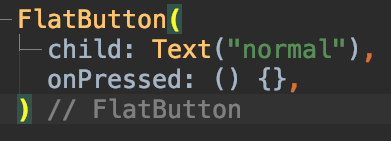 FlatButton(
child: Text("normal"),
onPressed: () {},
) // FlatButton